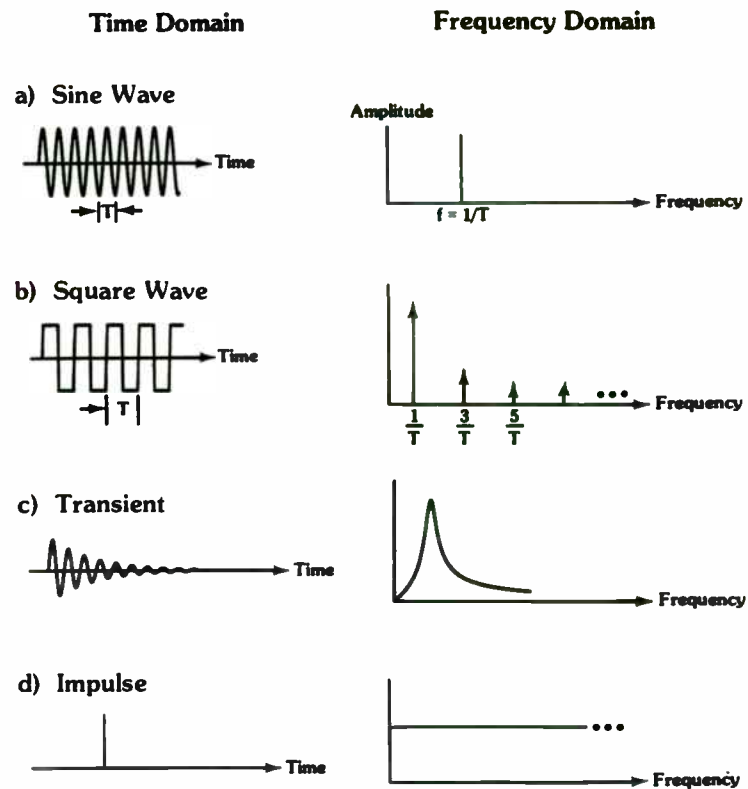 Time Domain Frequency Domain
a) Sine Wave
Amplitude
Time
T
Frequency
f = 1/T
b) Square Wave
Time
T
Frequency
1/T 3/T 5/T
•••
c) Transient
Time
Frequency
d) Impulse
•••
Time
Frequency